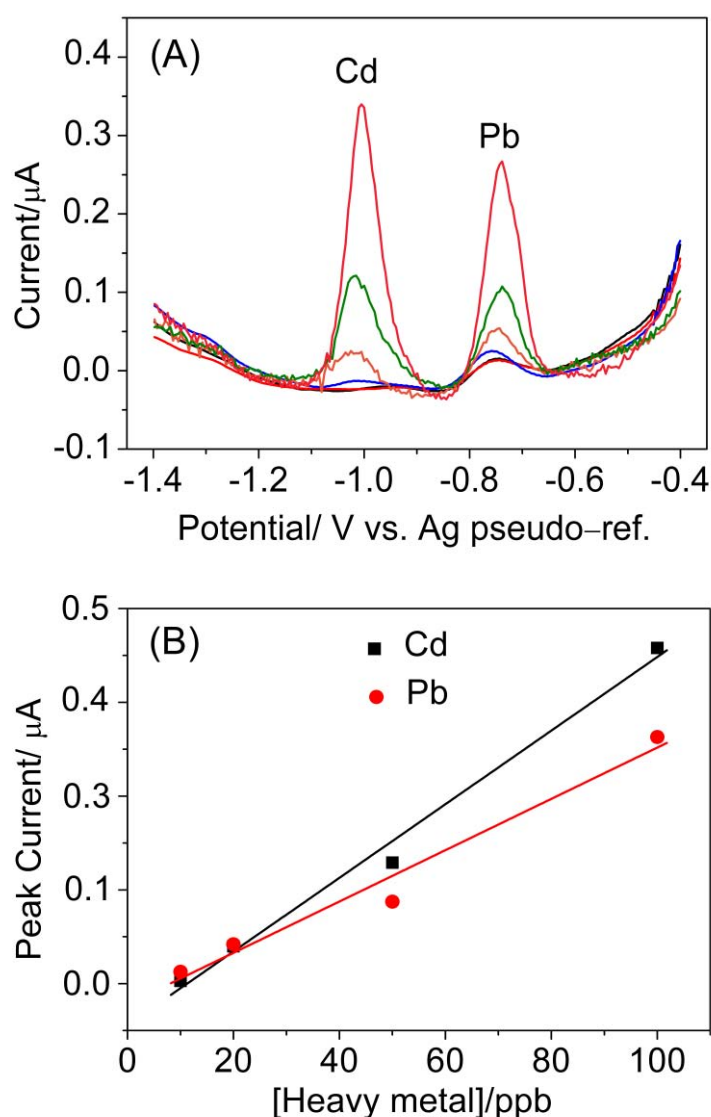 (A)
Cd
Pb
Current/μA
0.4
0.3
0.2
0.1
0.0
-0.1
-1.4 -1.2 -1.0 -0.8 -0.6 -0.4
Potential/ V vs. Ag pseudo–ref.
(B)
Cd
Pb
Peak Current/ μA
0.5
0.4
0.3
0.1
0.0
0 20 40 60 80 100
[Heavy metal]/ppb